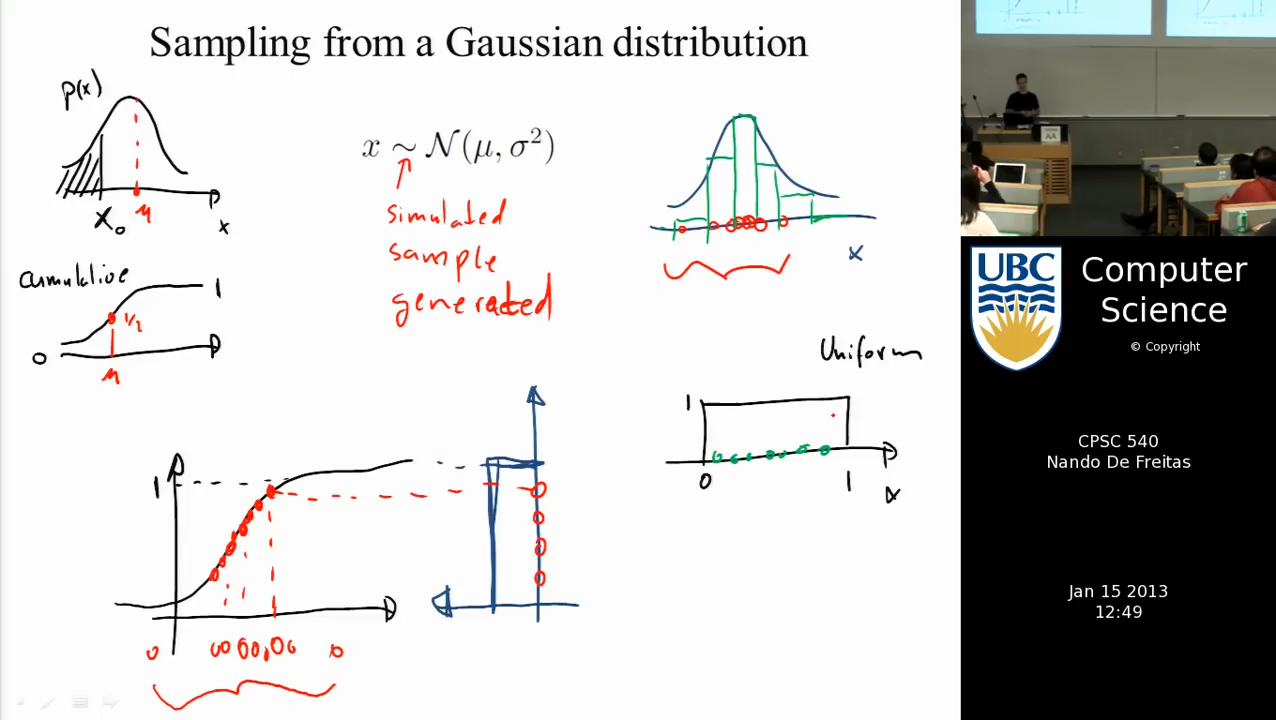 Sampling from a Gaussian distribution
p(x)
x ∼ N(μ, σ²)
simulated
sample
generated
x₀
μ
x
x
cumulative
1
1/2
0
μ
Uniform
1
0
1
x
1
UBC
Computer
Science
© Copyright
CPSC 540
Nando De Freitas
Jan 15 2013
12:49
AA